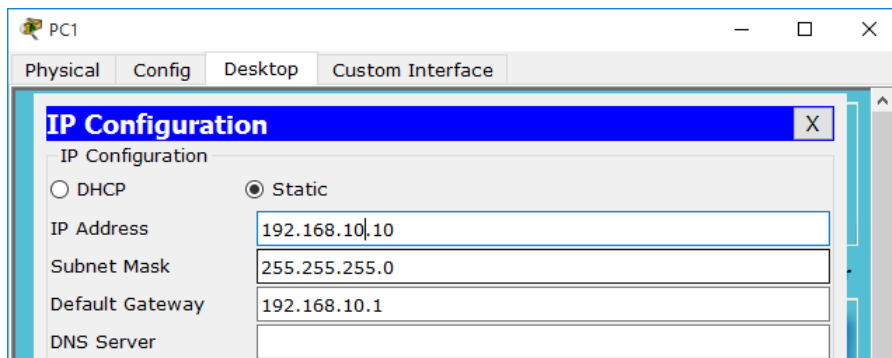 PC1
Physical Config Desktop Custom Interface
IP Configuration X
IP Configuration
DHCP Static
IP Address 192.168.10.10
Subnet Mask 255.255.255.0
Default Gateway 192.168.10.1
DNS Server